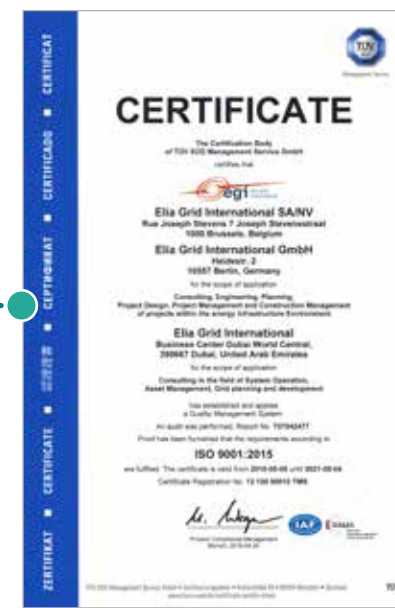 CERTIFICATE
The Certification Body
of TÜV SÜD Management Service GmbH
certifies that
egi
Elia Grid International SA/NV
Rue Joseph Stevens 7 Joseph Stevensstraat
1000 Brussels, Belgium
Elia Grid International GmbH
Heidestr. 2
10557 Berlin, Germany
for the scope of application
Consulting, Engineering, Planning,
Project Design, Project Management and Construction Management
of projects within the energy Infrastructure Environment
Elia Grid International
Business Center Dubai World Central,
390667 Dubai, United Arab Emirates
for the scope of application
Consulting in the field of System Operation,
Asset Management, Grid planning and development
has established and applies
a Quality Management System
An audit was performed, Report No.
Proof has been furnished that the requirements according to
ISO 9001:2015
are fulfilled. The certificate is valid from until
Certificate Registration No.
IAF
TÜV
Management Service
ZERTIFIKAT ■ CERTIFICATE ■ ■ СЕРТИФИКАТ ■ CERTIFICADO ■ CERTIFICAT